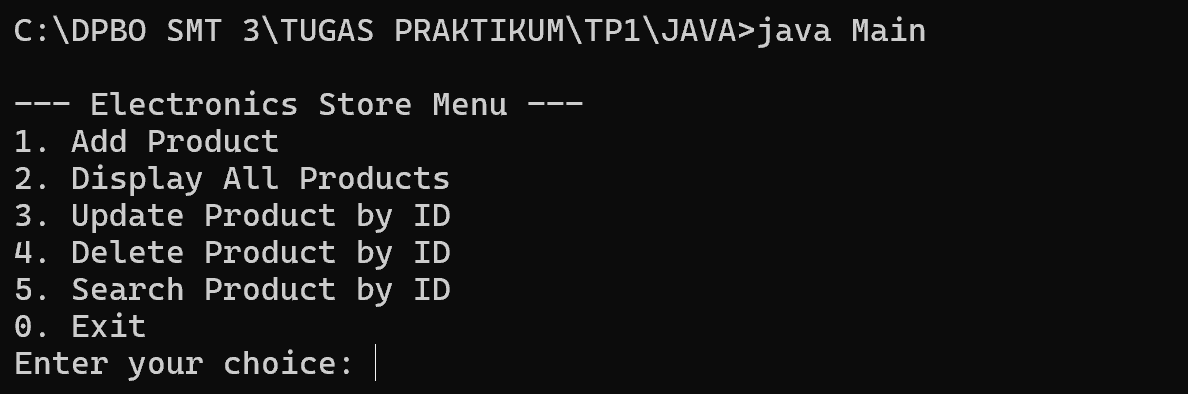 C:\DPBO SMT 3\TUGAS PRAKTIKUM\TP1\JAVA>java Main
--- Electronics Store Menu ---
1. Add Product
2. Display All Products
3. Update Product by ID
4. Delete Product by ID
5. Search Product by ID
0. Exit
Enter your choice: